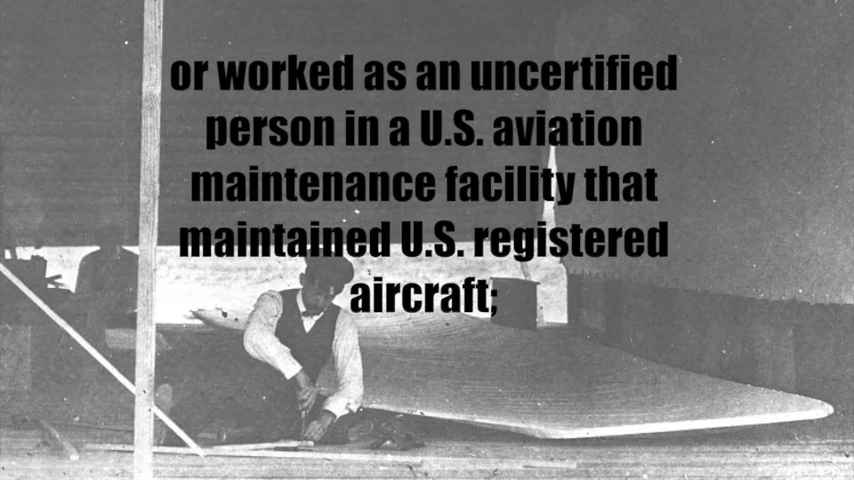 or worked as an uncertified
person in a U.S. aviation
maintenance facility that
maintained U.S. registered
aircraft;